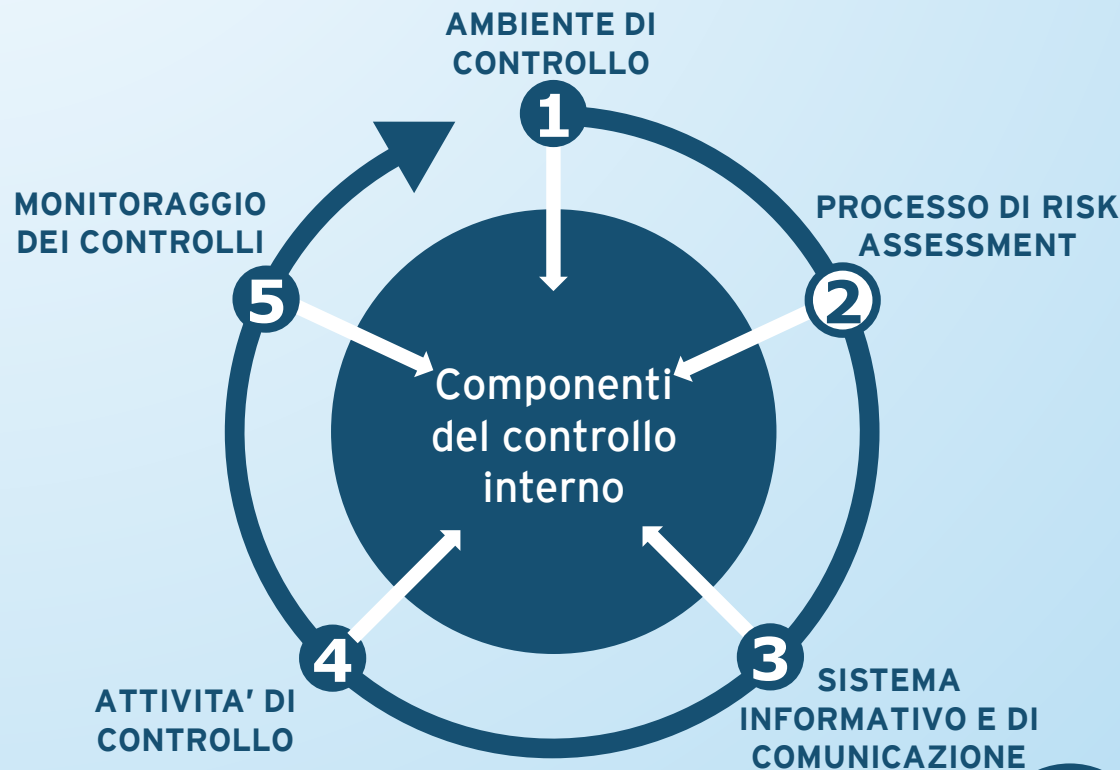 AMBIENTE DI
CONTROLLO
1
PROCESSO DI RISK
ASSESSMENT
2
MONITORAGGIO
DEI CONTROLLI
5
Componenti
del controllo
interno
3
SISTEMA
INFORMATIVO E DI
COMUNICAZIONE
4
ATTIVITA' DI
CONTROLLO